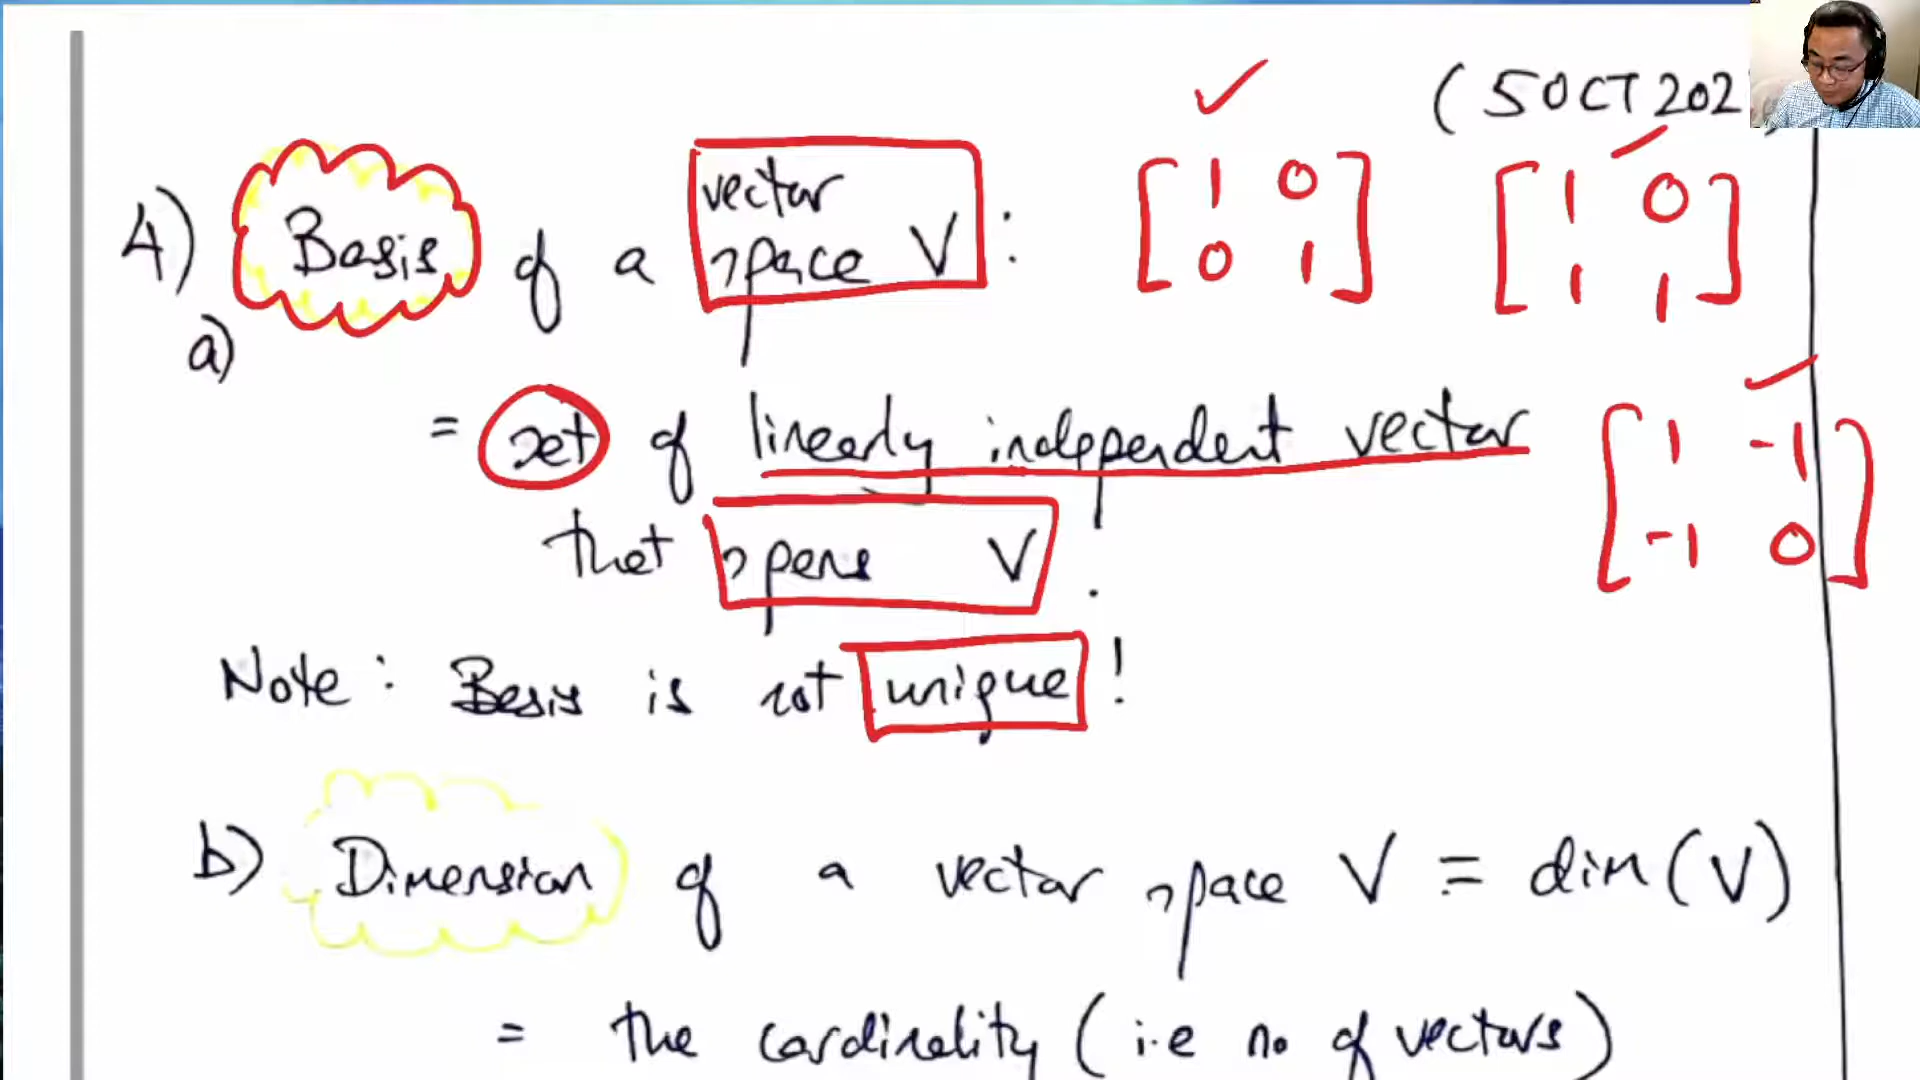 (5 OCT 202
4) Basis of a vector space V :
[1 0
0 1]
[1 0
1 1]
a)
= set of linearly independent vector
that spans V.
[1 -1
-1 0]
Note : Basis is not unique !
b) Dimension of a vector space V = dim(V)
= the cardinality (i.e no of vectors)